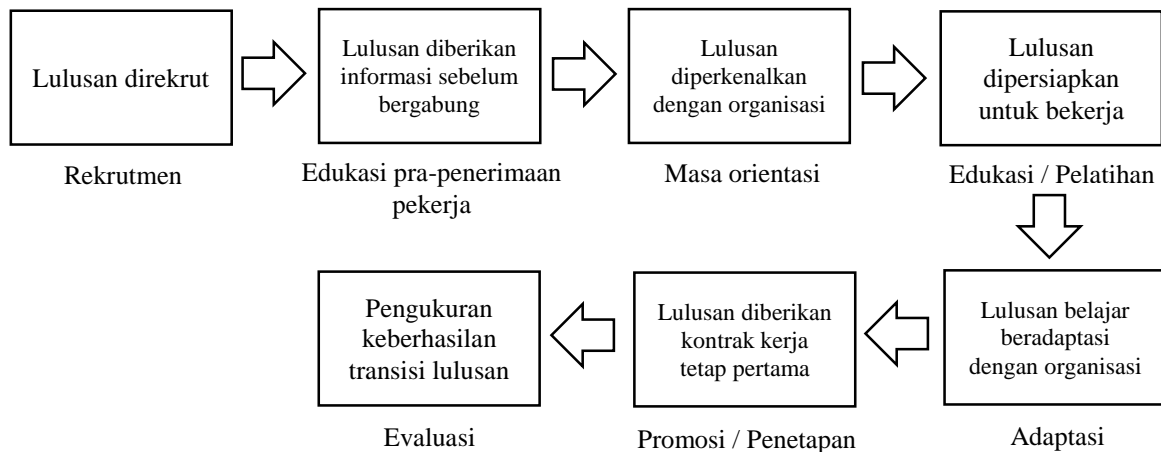 Lulusan direkrut
Rekrutmen
Lulusan diberikan
informasi sebelum
bergabung
Edukasi pra-penerimaan
pekerja
Lulusan
diperkenalkan
dengan organisasi
Masa orientasi
Lulusan
dipersiapkan
untuk bekerja
Edukasi / Pelatihan
Lulusan belajar
beradaptasi
dengan organisasi
Adaptasi
Lulusan diberikan
kontrak kerja
tetap pertama
Promosi / Penetapan
Pengukuran
keberhasilan
transisi lulusan
Evaluasi